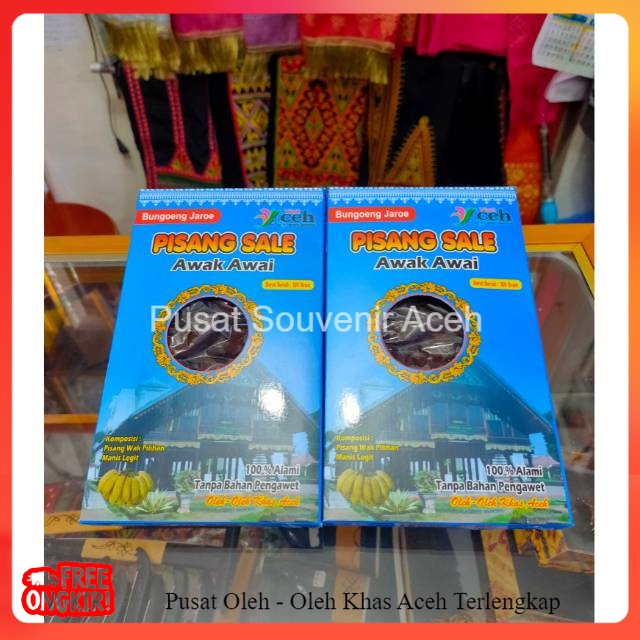 Bungoeng Jaroe
Aceh
PISANG SALE
Awak Awai
Komposisi :
Pisang Wak Pilihan
Manis Legit
100,% Alami
Tanpa Bahan Pengawet
Oleh-Oleh Khas Aceh
Bungoeng Jaroe
Aceh
PISANG SALE
Awak Awai
Komposisi :
Pisang Wak Pilihan
Manis Legit
100,% Alami
Tanpa Bahan Pengawet
Oleh-Oleh Khas Aceh
Pusat Souvenir Aceh
FREE
ONGKIR!
Pusat Oleh - Oleh Khas Aceh Terlengkap